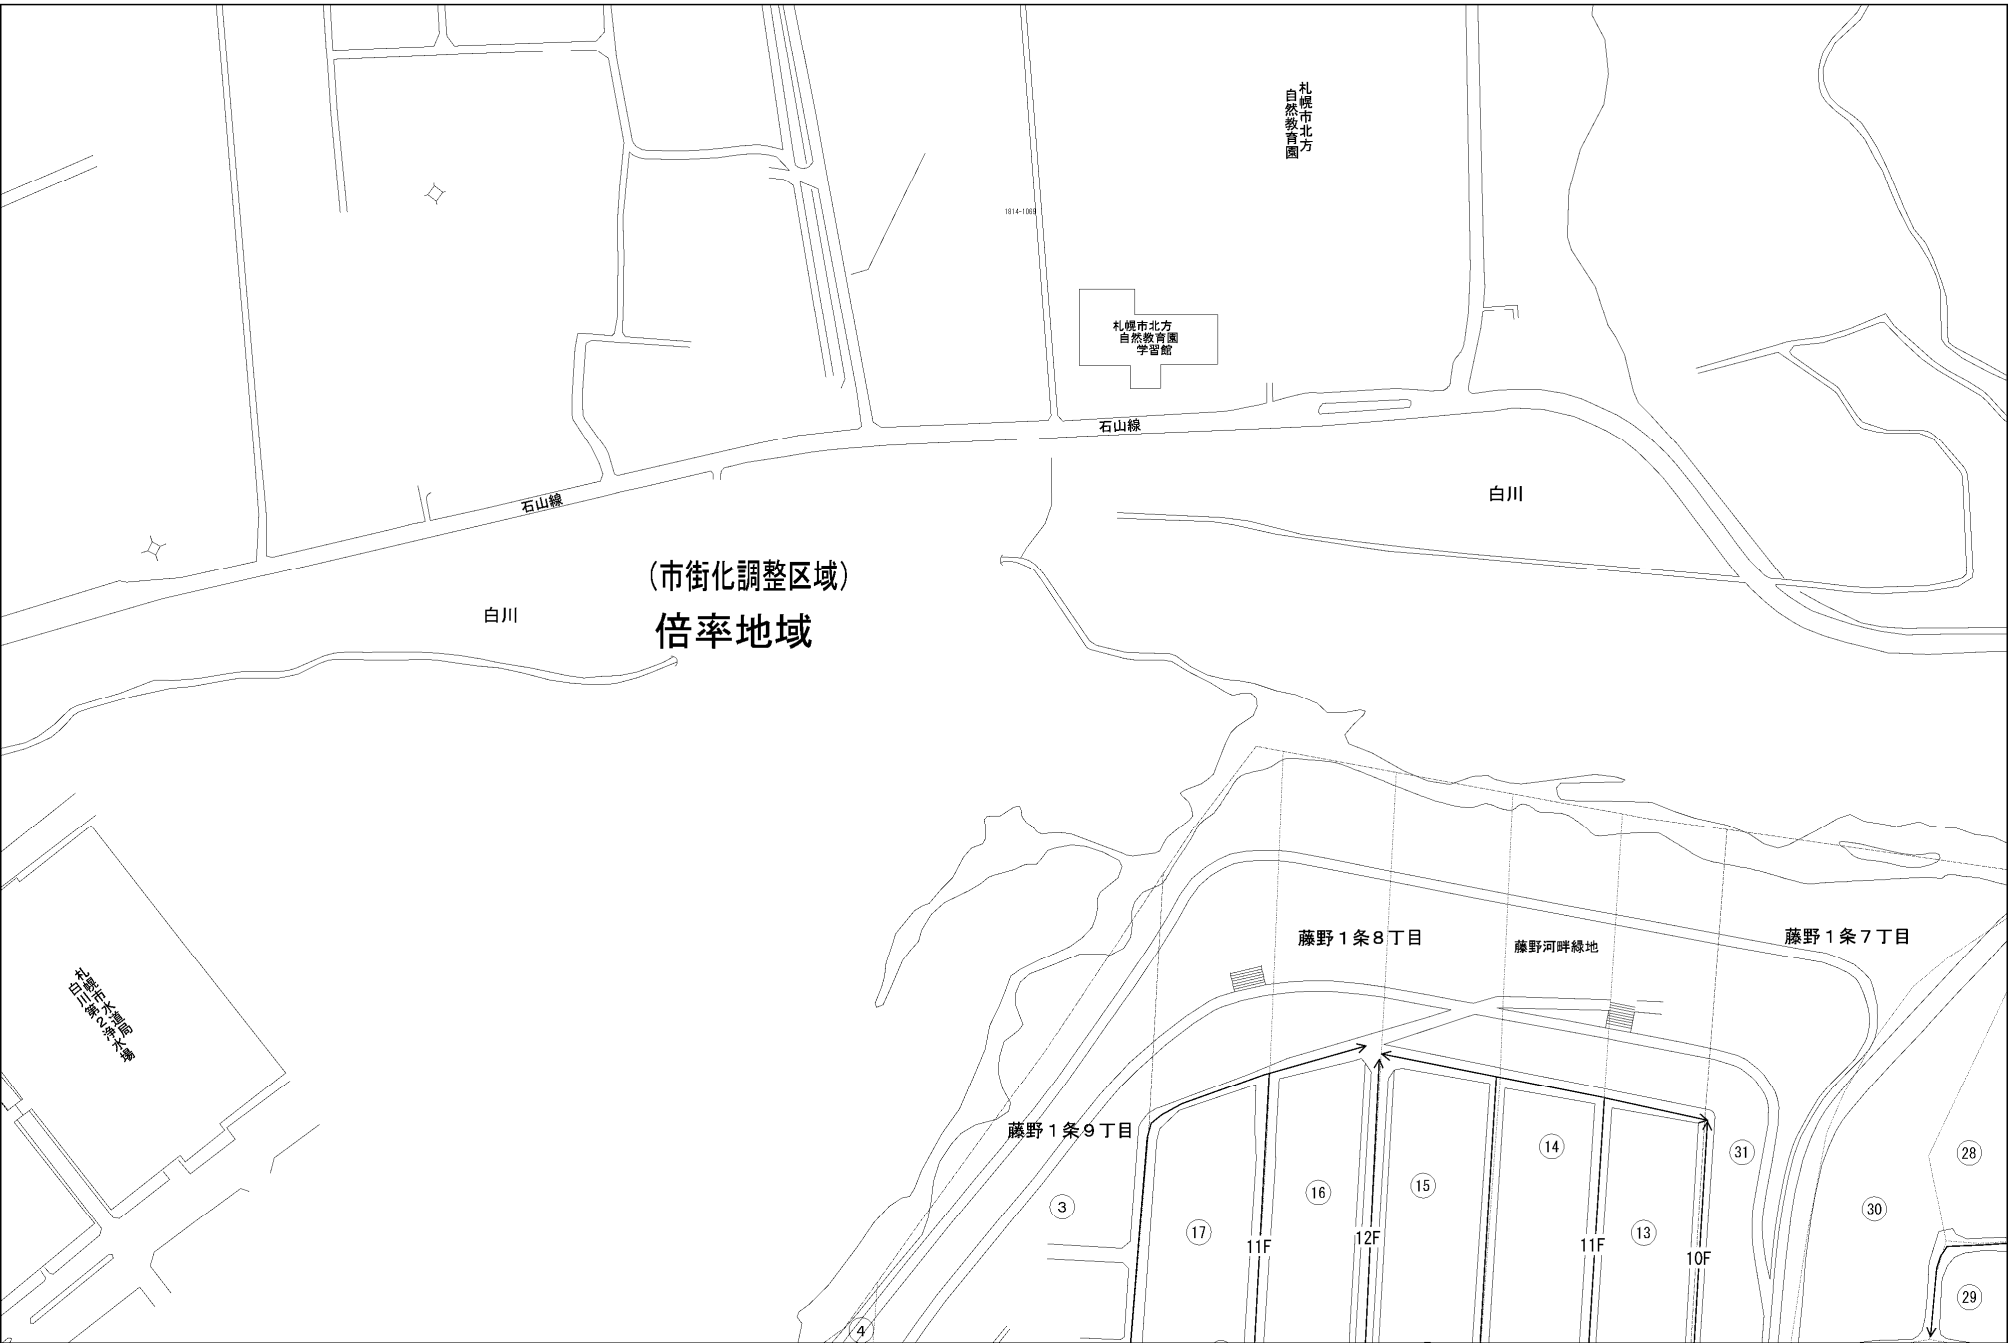 札幌市北方
自然教育園
1814-1069
札幌市北方
自然教育園
学習館
石山線
石山線
白川
(市街化調整区域)
倍率地域
白川
藤野1条8丁目
藤野河畔緑地
藤野1条7丁目
札幌市水道局
白川第2浄水場
藤野1条9丁目
14
31
28
15
16
3
30
17
13
11F
12F
11F
10F
29
4